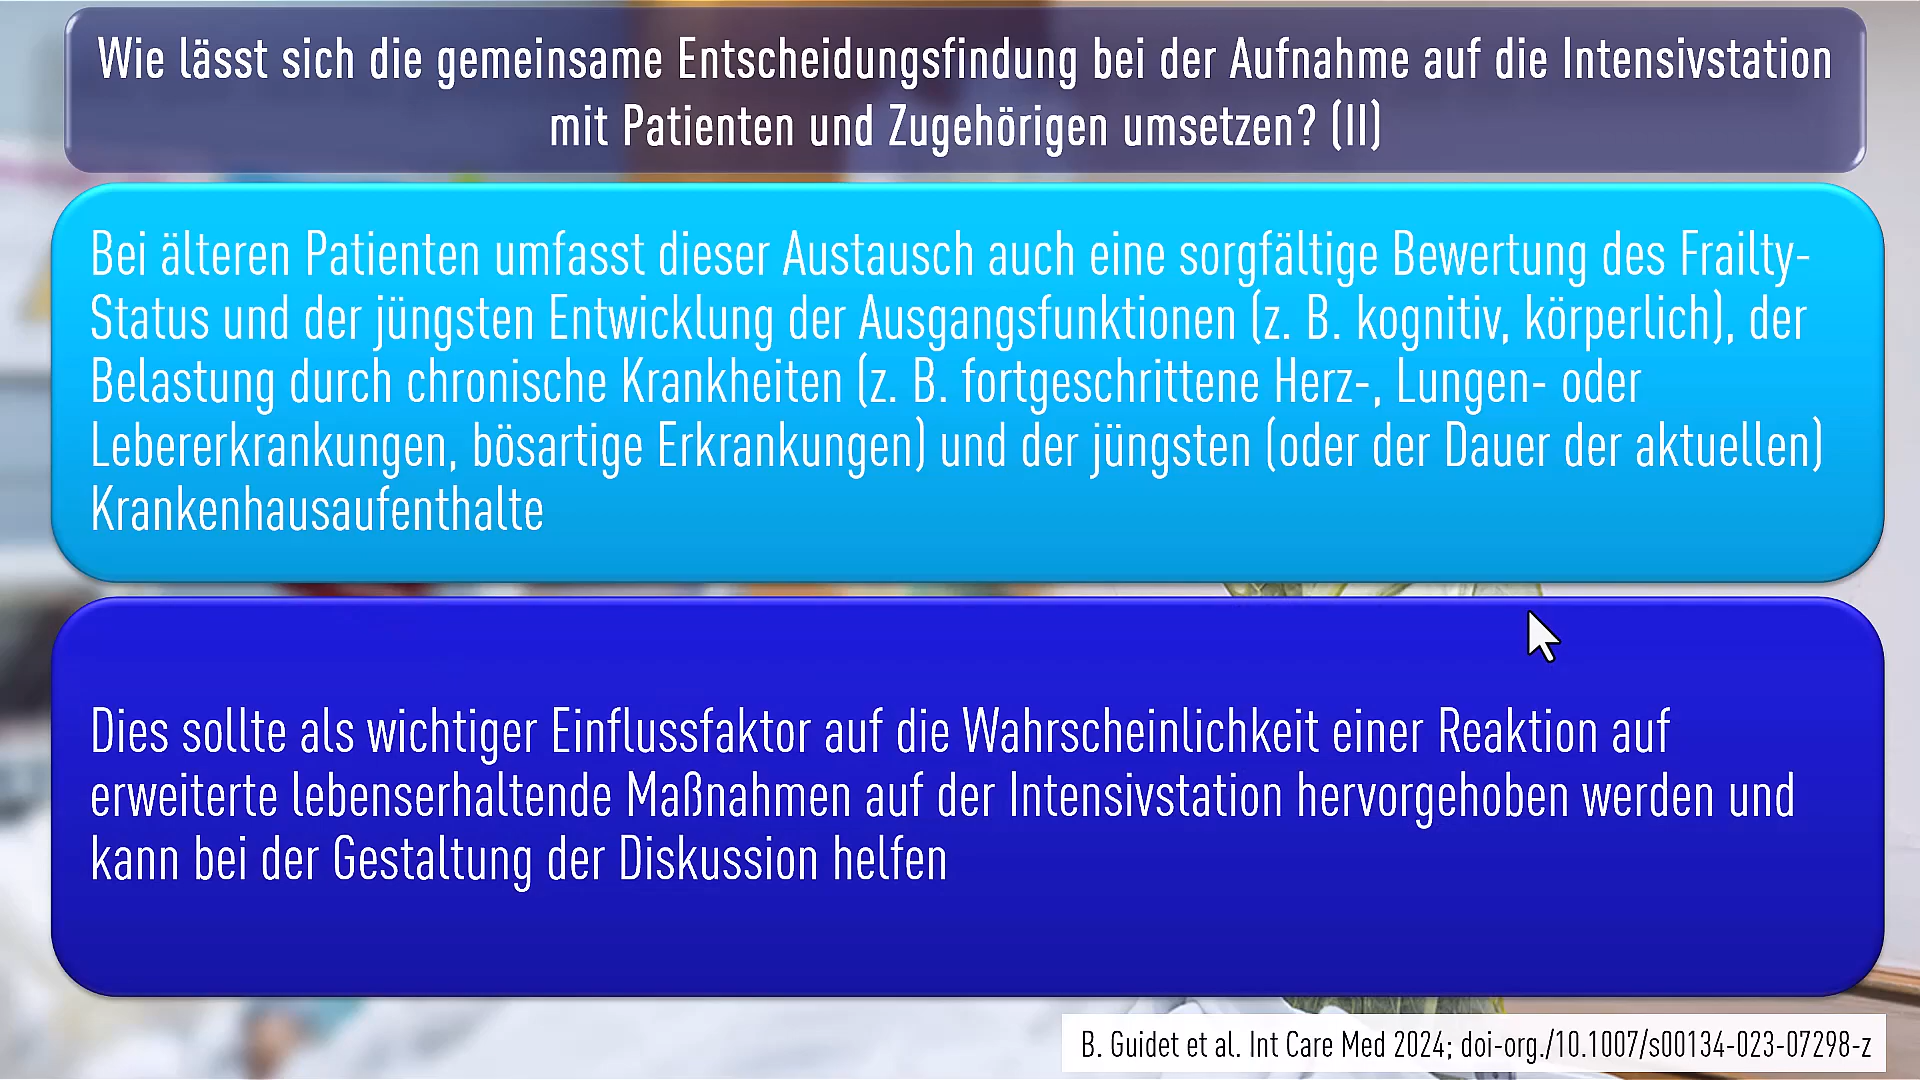 Wie lässt sich die gemeinsame Entscheidungsfindung bei der Aufnahme auf die Intensivstation
mit Patienten und Zugehörigen umsetzen? (II)
Bei älteren Patienten umfasst dieser Austausch auch eine sorgfältige Bewertung des Frailty-
Status und der jüngsten Entwicklung der Ausgangsfunktionen (z. B. kognitiv, körperlich), der
Belastung durch chronische Krankheiten (z. B. fortgeschrittene Herz-, Lungen- oder
Lebererkrankungen, bösartige Erkrankungen) und der jüngsten (oder der Dauer der aktuellen)
Krankenhausaufenthalte
Dies sollte als wichtiger Einflussfaktor auf die Wahrscheinlichkeit einer Reaktion auf
erweiterte lebenserhaltende Maßnahmen auf der Intensivstation hervorgehoben werden und
kann bei der Gestaltung der Diskussion helfen
B. Guidet et al. Int Care Med 2024; doi-org./10.1007/s00134-023-07298-z